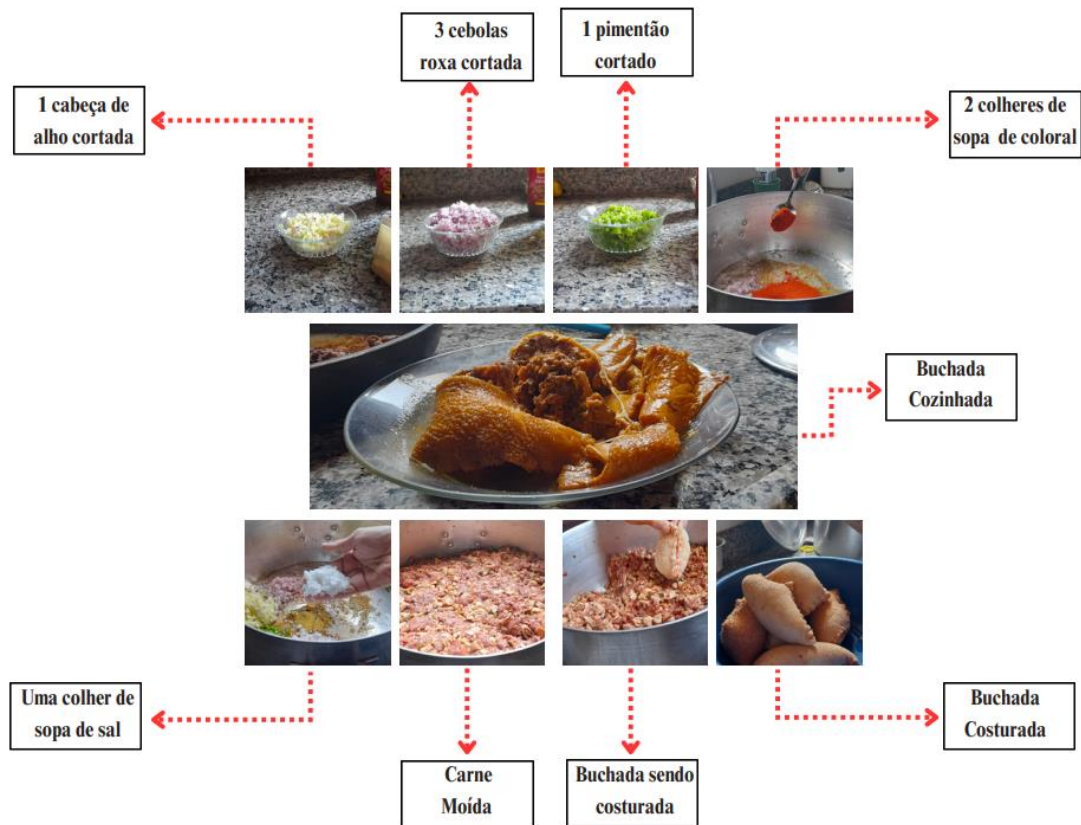 3 cebolas
roxa cortada
1 pimentão
cortado
1 cabeça de
alho cortada
2 colheres de
sopa de coloral
Buchada
Cozinhada
Uma colher de
sopa de sal
Buchada
Costurada
Carne
Moída
Buchada sendo
costurada